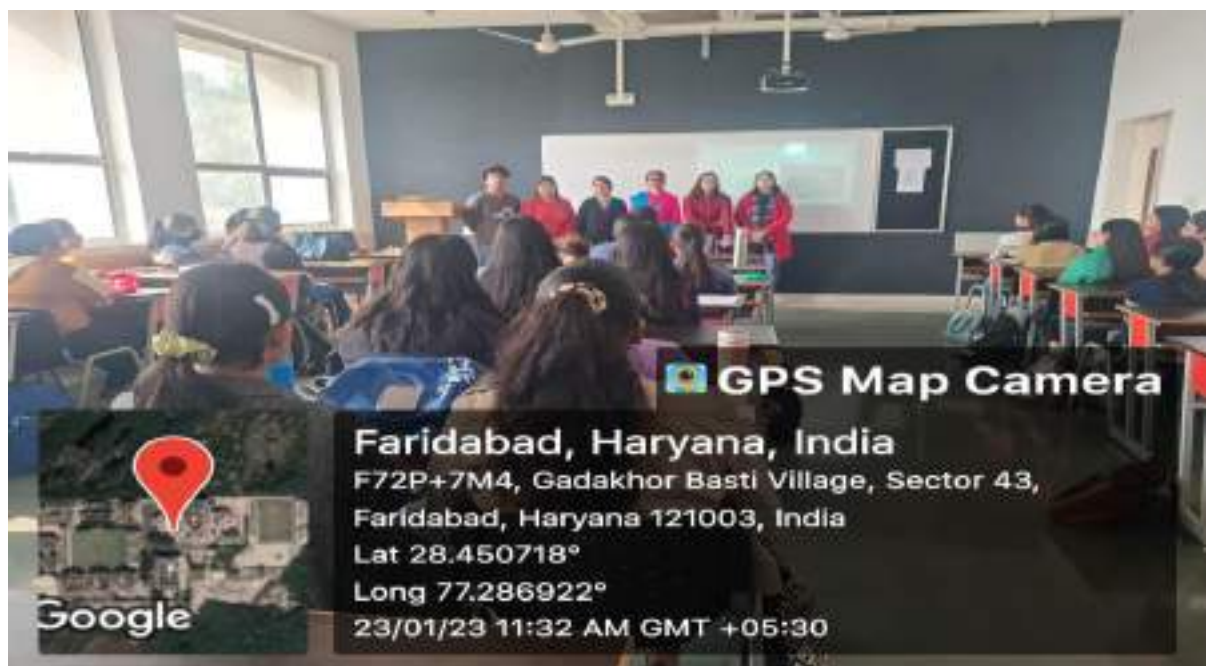 GPS Map Camera
Faridabad, Haryana, India
F72P+7M4, Gadakhor Basti Village, Sector 43,
Faridabad, Haryana 121003, India
Lat 28.450718°
Long 77.286922°
23/01/23 11:32 AM GMT +05:30
Google